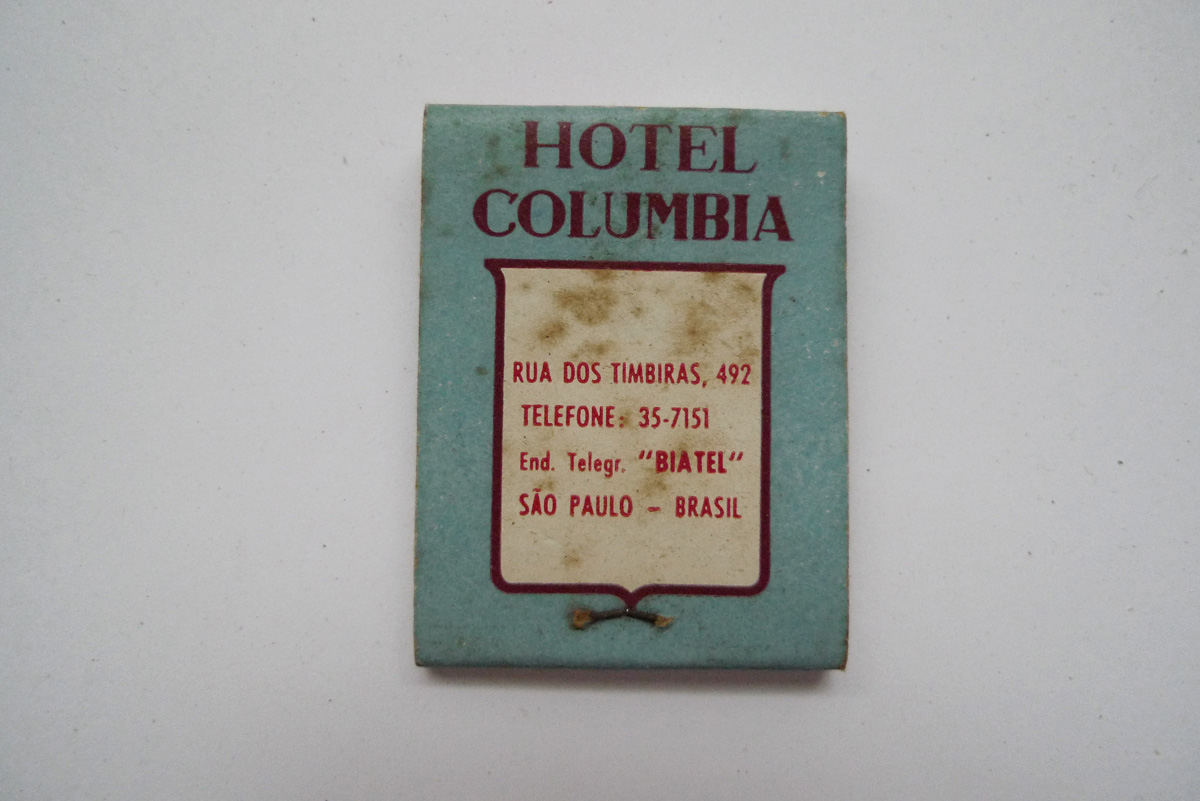 HOTEL
COLUMBIA
RUA DOS TIMBIRAS, 492
TELEFONE: 35-7151
End. Telegr. "BIATEL"
SÃO PAULO - BRASIL